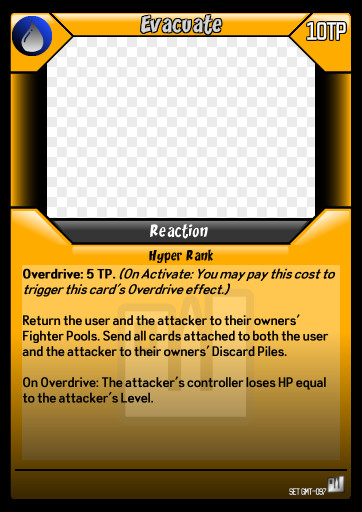 Evacuate
10TP
Reaction
Hyper Rank
Overdrive: 5 TP. (On Activate: You may pay this cost to
trigger this card's Overdrive effect.)
Return the user and the attacker to their owners'
Fighter Pools. Send all cards attached to both the user
and the attacker to their owners' Discard Piles.
On Overdrive: The attacker's controller loses HP equal
to the attacker's Level.
SET GMT-097